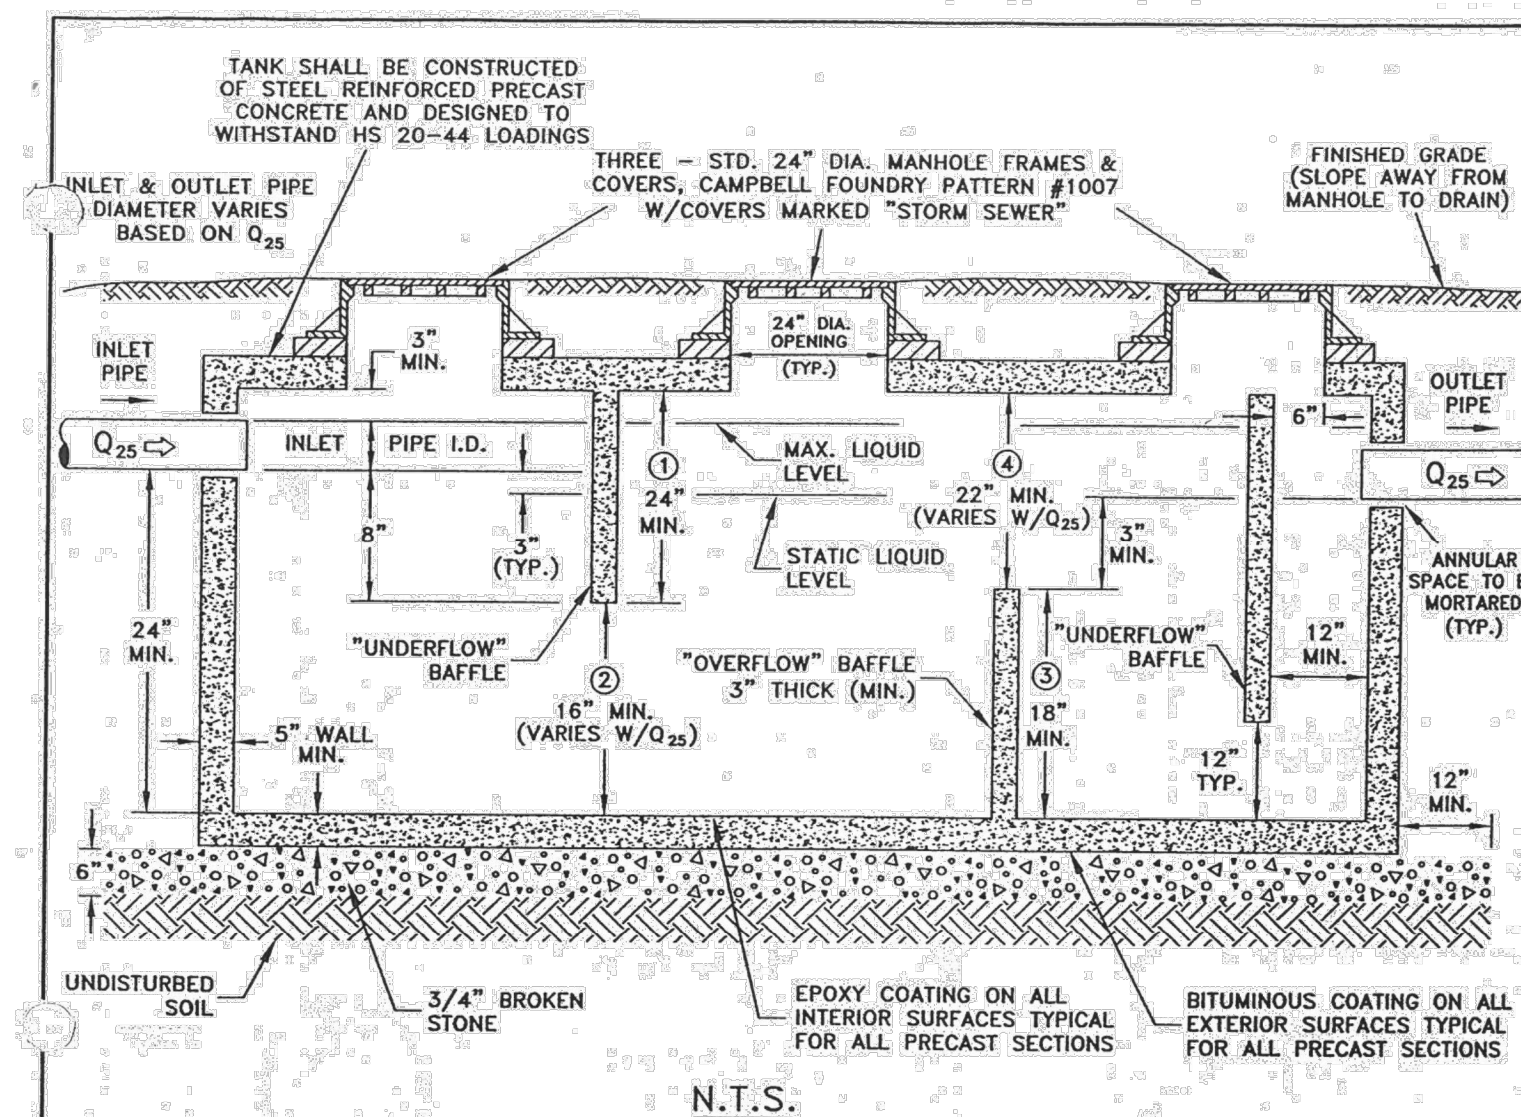 TANK SHALL BE CONSTRUCTED
OF STEEL REINFORCED PRECAST
CONCRETE AND DESIGNED TO
WITHSTAND HS 20-44 LOADINGS
THREE - STD. 24" DIA. MANHOLE FRAMES &
COVERS, CAMPBELL FOUNDRY PATTERN #1007
W/COVERS MARKED "STORM SEWER"
FINISHED GRADE
(SLOPE AWAY FROM
MANHOLE TO DRAIN)
INLET & OUTLET PIPE
DIAMETER VARIES
BASED ON Q25
INLET
PIPE
3"
MIN.
24" DIA.
OPENING
(TYP.)
OUTLET
PIPE
6"
Q25
INLET PIPE I.D.
MAX. LIQUID
LEVEL
Q25
1
24"
MIN.
4
22" MIN.
(VARIES W/Q25)
8"
3"
(TYP.)
3"
MIN.
STATIC LIQUID
LEVEL
ANNULAR
SPACE TO
MORTARED
(TYP.)
24"
MIN.
"UNDERFLOW"
BAFFLE
2
16" MIN.
(VARIES W/Q25)
"OVERFLOW" BAFFLE
3" THICK (MIN.)
3
18"
MIN.
"UNDERFLOW"
BAFFLE
12"
MIN.
5" WALL
MIN.
12"
TYP.
12"
MIN.
6"
UNDISTURBED
SOIL
3/4" BROKEN
STONE
EPOXY COATING ON ALL
INTERIOR SURFACES TYPICAL
FOR ALL PRECAST SECTIONS
BITUMINOUS COATING ON ALL
EXTERIOR SURFACES TYPICAL
FOR ALL PRECAST SECTIONS
N.T.S.